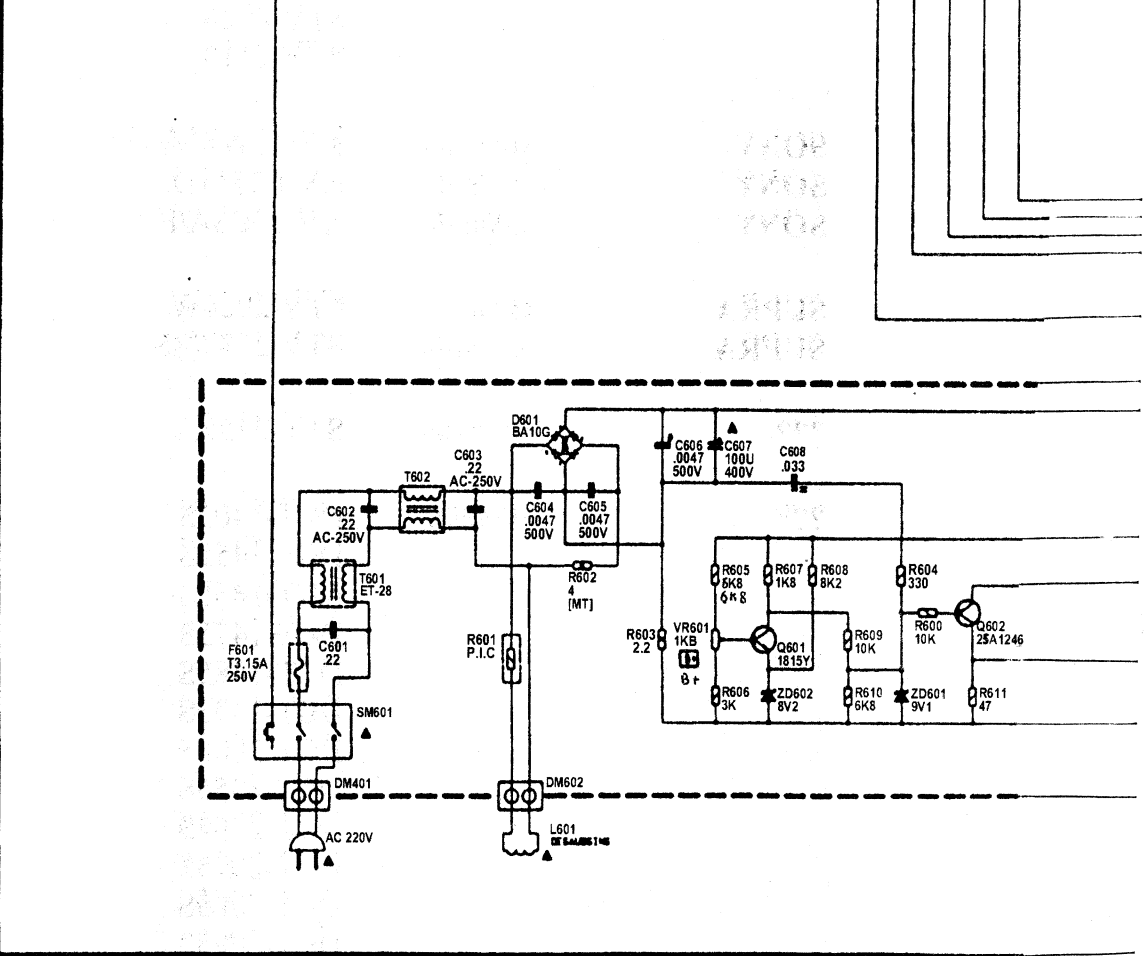 D601
BA10G
C603
.22
AC-250V
T602
C602
.22
AC-250V
C604
.0047
500V
C605
.0047
500V
C606
.0047
500V
C607
100U
400V
C608
.033
T601
ET-28
R602
4
[MT]
R605
8K8
6K8
R607
1K8
R608
8K2
R604
330
F601
T3.15A
250V
C601
.22
R601
P.I.C
R603
2.2
VR601
1KB
B+
Q601
1815Y
R609
10K
R600
10K
Q602
2SA1246
R606
3K
ZD602
8V2
R610
6K8
ZD601
9V1
R611
47
SM601
DM401
DM602
AC 220V
L601
DEGAUSSING